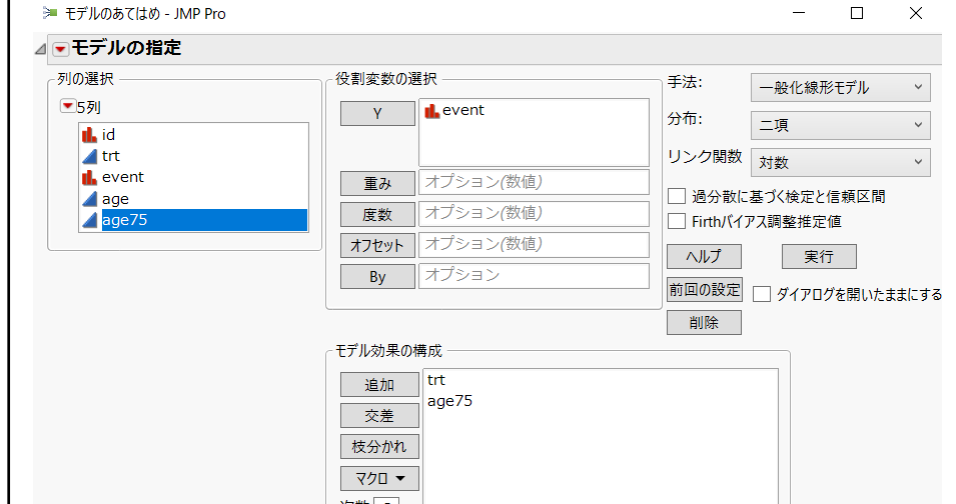 モデルのあてはめ - JMP Pro
モデルの指定
列の選択
5列
id
trt
event
age
age75
役割変数の選択
Y
event
重み
オプション(数値)
度数
オプション(数値)
オフセット
オプション(数値)
By
オプション
手法:
一般化線形モデル
分布:
二項
リンク関数
対数
過分散に基づく検定と信頼区間
Firthバイアス調整推定値
ヘルプ
実行
前回の設定
ダイアログを開いたままにする
削除
モデル効果の構成
追加
trt
age75
交差
枝分かれ
マクロ